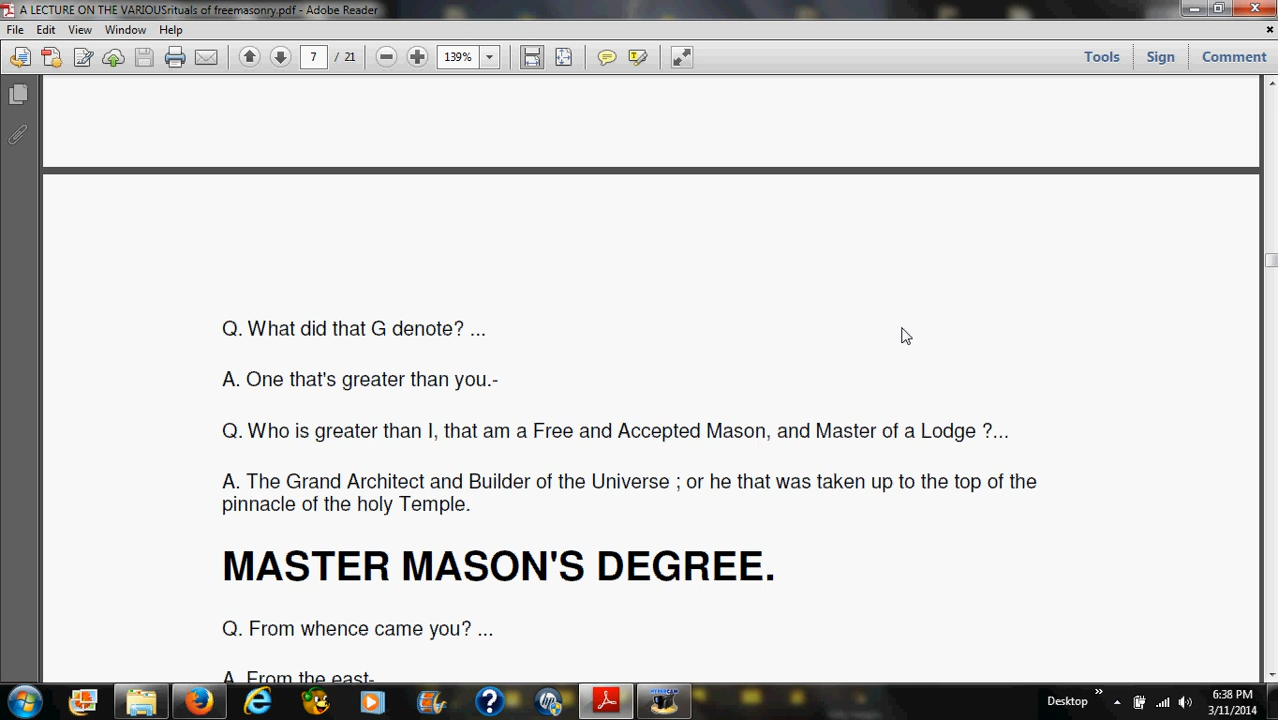 A LECTURE ON THE VARIOUSrituals of freemasonry.pdf - Adobe Reader
File Edit View Window Help
7 / 21 139% Tools Sign Comment
Q. What did that G denote? ...
A. One that's greater than you.-
Q. Who is greater than I, that am a Free and Accepted Mason, and Master of a Lodge ?...
A. The Grand Architect and Builder of the Universe ; or he that was taken up to the top of the
pinnacle of the holy Temple.
MASTER MASON'S DEGREE.
Q. From whence came you? ...
A. From the east-
Desktop 6:38 PM
3/11/2014